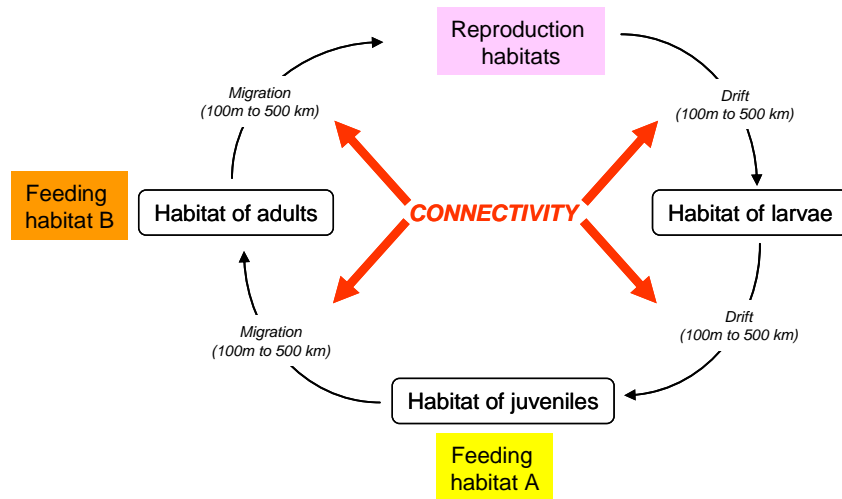 Reproduction
habitats
Migration
(100m to 500 km)
Drift
(100m to 500 km)
Feeding
habitat B
Habitat of adults
CONNECTIVITY
Habitat of larvae
Migration
(100m to 500 km)
Drift
(100m to 500 km)
Habitat of juveniles
Feeding
habitat A